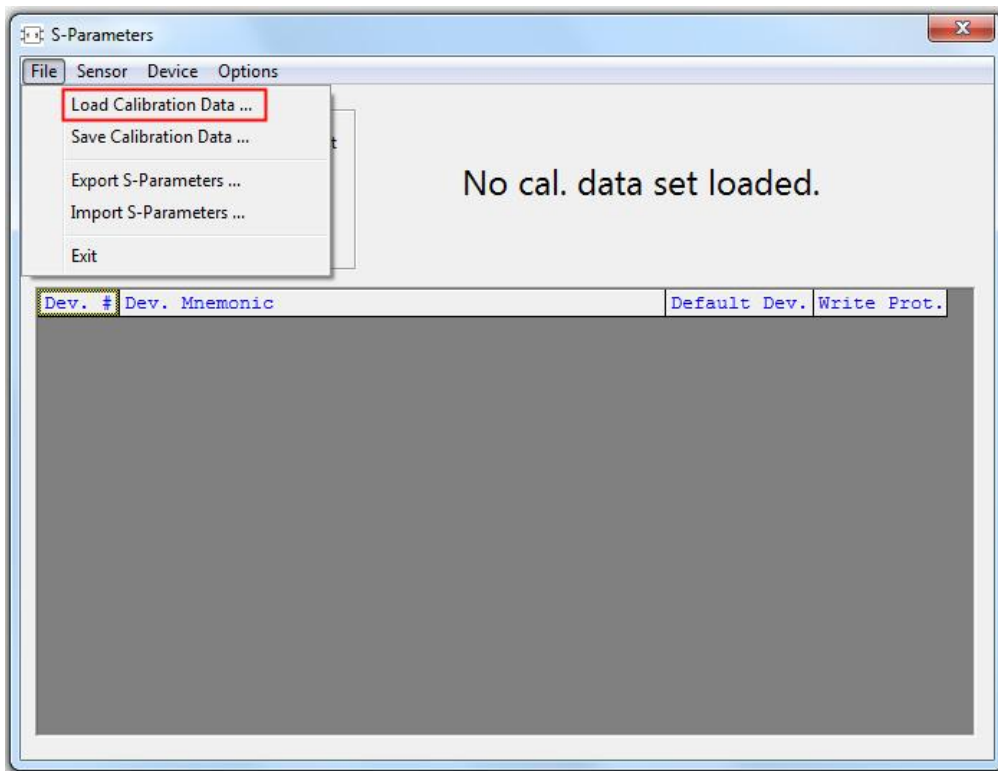 S-Parameters
File Sensor Device Options
Load Calibration Data ...
Save Calibration Data ...
Export S-Parameters ...
Import S-Parameters ...
Exit
No cal. data set loaded.
Dev. # Dev. Mnemonic Default Dev. Write Prot.